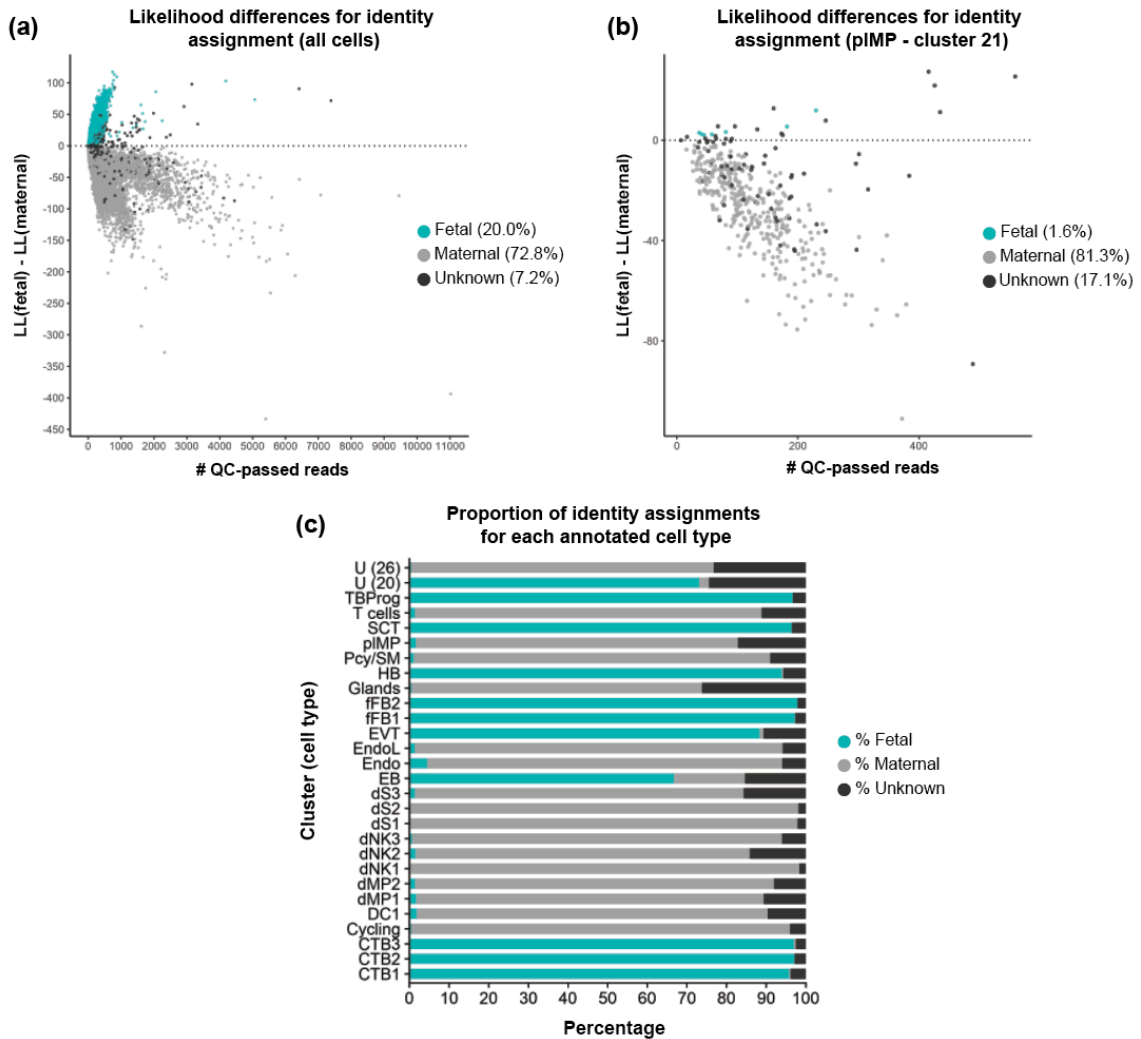 (a)
Likelihood differences for identity
assignment (all cells)
LL(fetal) - LL(maternal)
100
50
0
-50
-100
-150
-200
-250
-300
-350
-400
-450
0 1000 2000 3000 4000 5000 6000 7000 8000 9000 10000 11000
# QC-passed reads
Fetal (20.0%)
Maternal (72.8%)
Unknown (7.2%)
(b)
Likelihood differences for identity
assignment (pIMP - cluster 21)
LL(fetal) - LL(maternal)
0
-40
-80
0 200 400
# QC-passed reads
Fetal (1.6%)
Maternal (81.3%)
Unknown (17.1%)
(c)
Proportion of identity assignments
for each annotated cell type
Cluster (cell type)
U (26)
U (20)
TBProg
T cells
SCT
pIMP
Pcy/SM
HB
Glands
fFB2
fFB1
EVT
EndoL
Endo
EB
dS3
dS2
dS1
dNK3
dNK2
dNK1
dMP2
dMP1
DC1
Cycling
CTB3
CTB2
CTB1
0 10 20 30 40 50 60 70 80 90 100
Percentage
% Fetal
% Maternal
% Unknown